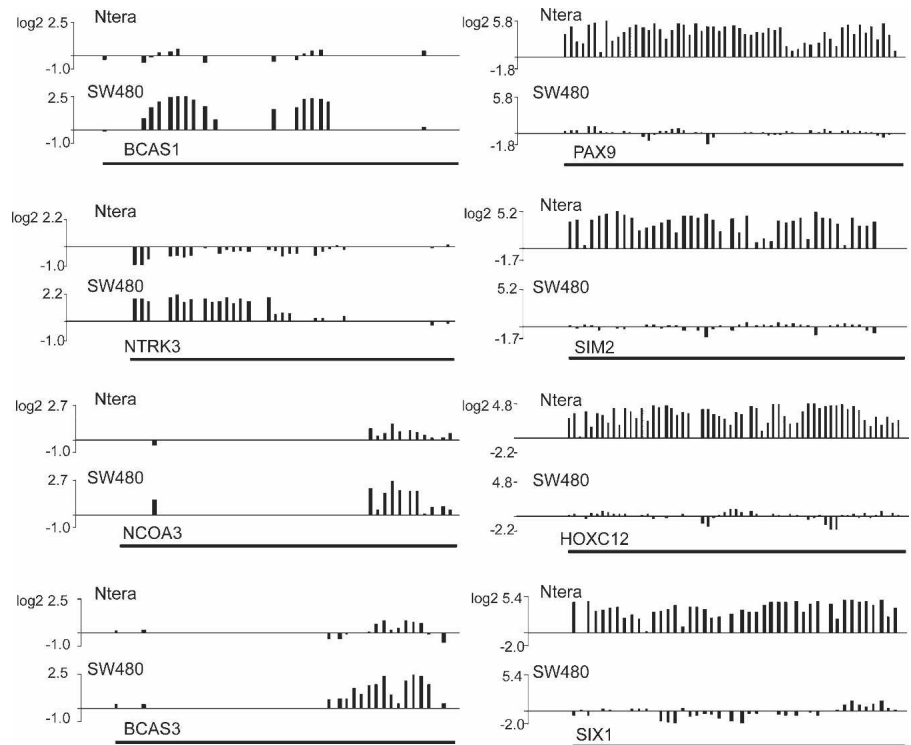 Ntera
log2 2.5
-1.0
SW480
2.5
-1.0
BCAS1
Ntera
log2 2.2
-1.0
SW480
2.2
-1.0
NTRK3
Ntera
log2 2.7
-1.0
SW480
2.7
-1.0
NCOA3
Ntera
log2 2.5
-1.0
SW480
2.5
-1.0
BCAS3
Ntera
log2 5.8
-1.8
SW480
5.8
-1.8
PAX9
Ntera
log2 5.2
-1.7
SW480
5.2
-1.7
SIM2
Ntera
log2 4.8
-2.2
SW480
4.8
-2.2
HOXC12
Ntera
log2 5.4
-2.0
SW480
5.4
-2.0
SIX1